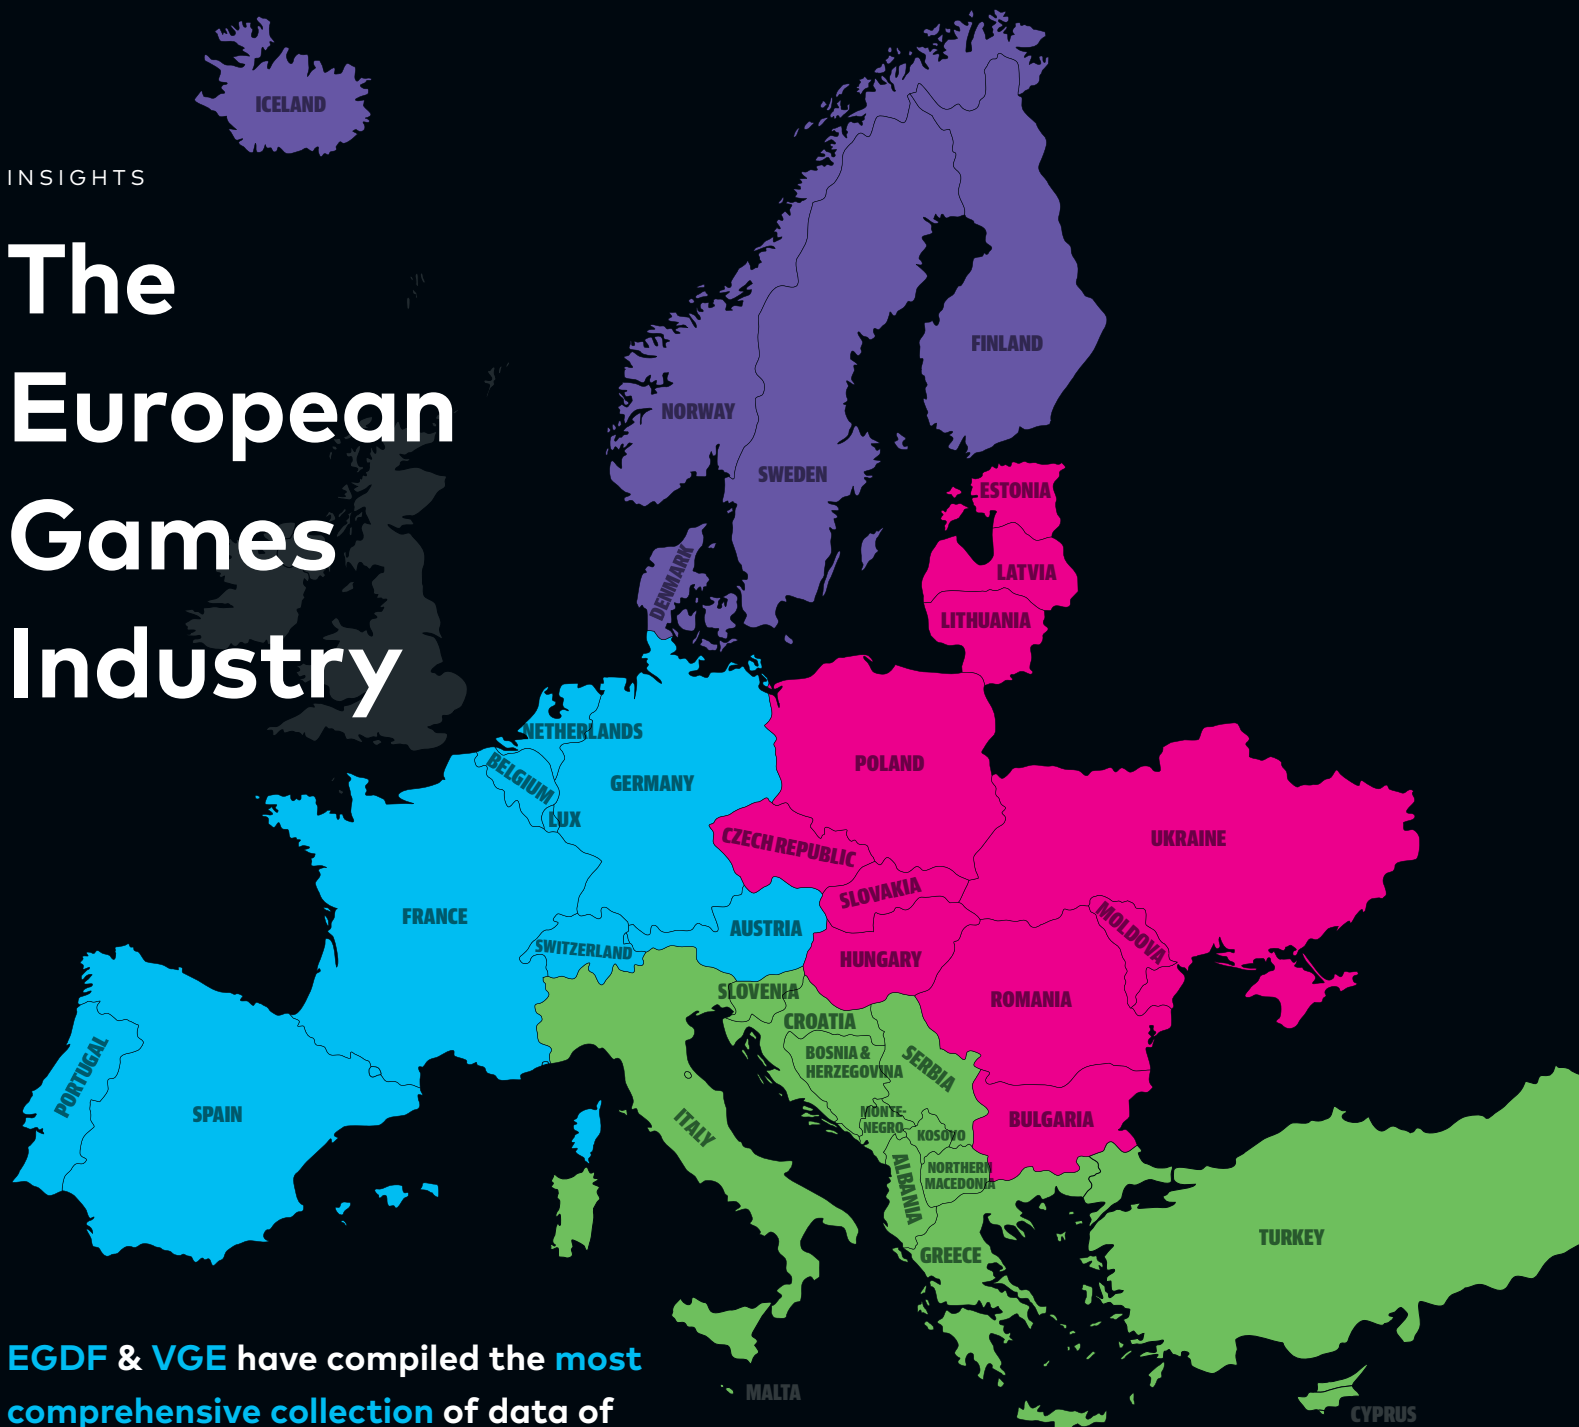 ICELAND
INSIGHTS
The
European
Games
Industry
FINLAND
NORWAY
SWEDEN
ESTONIA
DENMARK
LATVIA
LITHUANIA
NETHERLANDS
BELGIUM
GERMANY
LUX
POLAND
CZECH REPUBLIC
UKRAINE
SLOVAKIA
FRANCE
AUSTRIA
MOLDOVA
SWITZERLAND
HUNGARY
SLOVENIA
ROMANIA
CROATIA
BOSNIA &
HERZEGOVINA
SERBIA
PORTUGAL
SPAIN
ITALY
MONTE-
NEGRO
KOSOVO
BULGARIA
ALBANIA
NORTHERN
MACEDONIA
GREECE
TURKEY
EGDF & VGE have compiled the most
comprehensive collection of data of
MALTA
CYPRUS